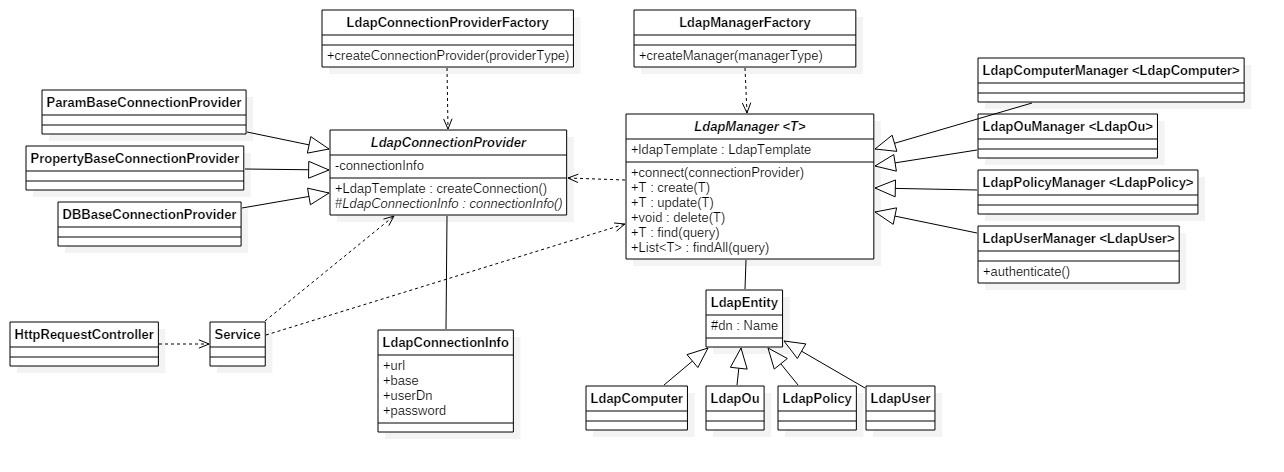 LdapConnectionProviderFactory
+createConnectionProvider(providerType)
LdapManagerFactory
+createManager(managerType)
ParamBaseConnectionProvider
PropertyBaseConnectionProvider
DBBaseConnectionProvider
LdapConnectionProvider
-connectionInfo
+LdapTemplate : createConnection()
#LdapConnectionInfo : connectionInfo()
LdapManager <T>
+ldapTemplate : LdapTemplate
+connect(connectionProvider)
+T : create(T)
+T : update(T)
+void : delete(T)
+T : find(query)
+List<T> : findAll(query)
LdapComputerManager <LdapComputer>
LdapOuManager <LdapOu>
LdapPolicyManager <LdapPolicy>
LdapUserManager <LdapUser>
+authenticate()
HttpRequestController
Service
LdapConnectionInfo
+url
+base
+userDn
+password
LdapEntity
#dn : Name
LdapComputer
LdapOu
LdapPolicy
LdapUser